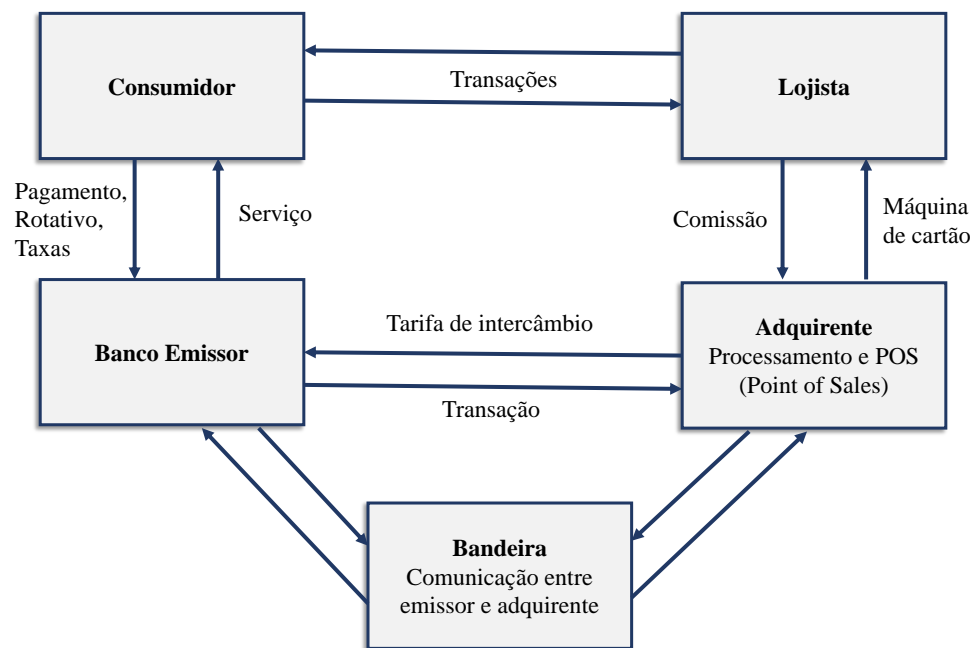 Consumidor
Transações
Lojista
Pagamento,
Rotativo,
Taxas
Serviço
Comissão
Máquina
de cartão
Banco Emissor
Tarifa de intercâmbio
Transação
Adquirente
Processamento e POS
(Point of Sales)
Bandeira
Comunicação entre
emissor e adquirente